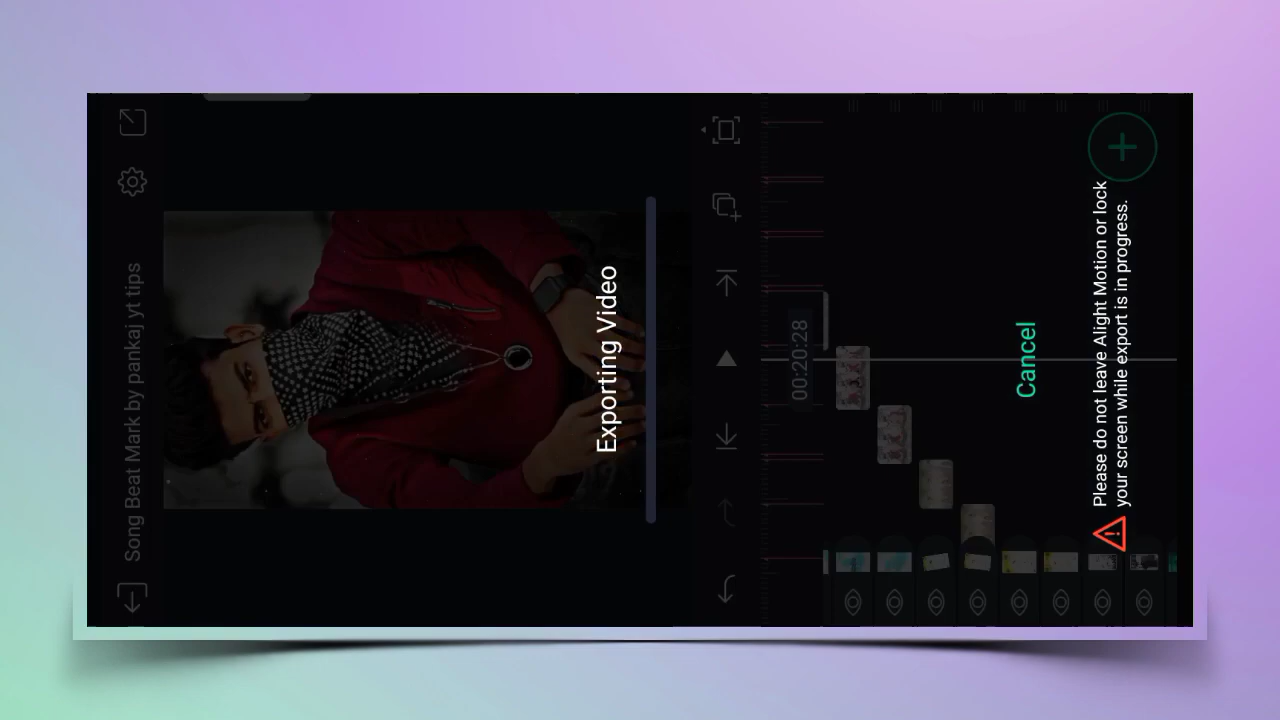 Song Beat Mark by pankaj yt tips
Exporting Video
00:20:28
Cancel
Please do not leave Alight Motion or lock
your screen while export is in progress.